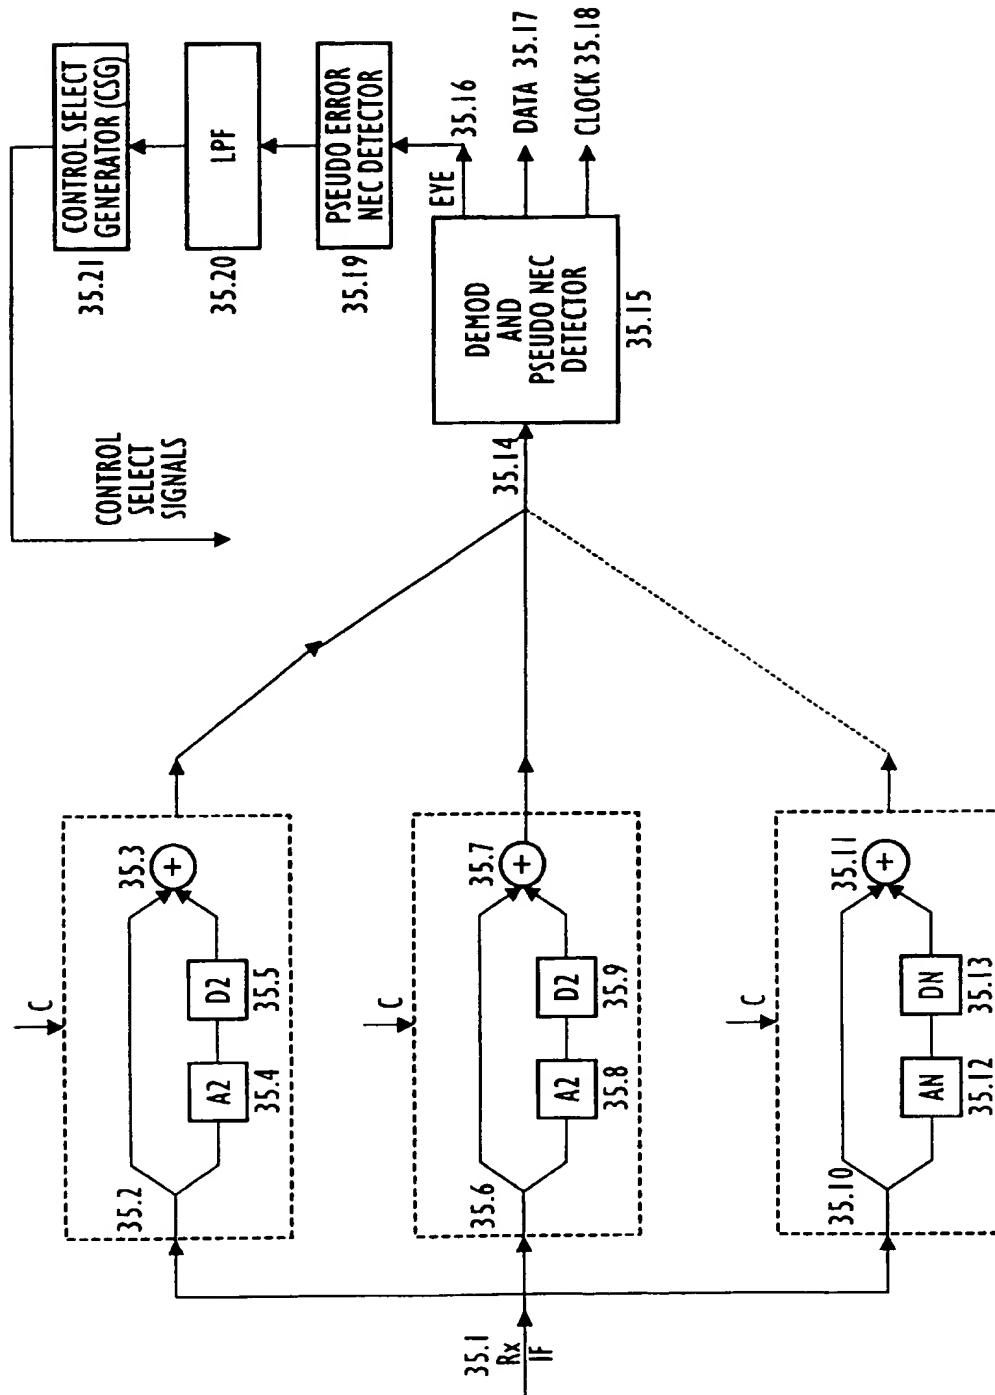 35.1
Rx
IF
35.2
35.3
A2
35.4
D2
35.5
C
35.6
35.7
A2
35.8
D2
35.9
C
35.10
35.11
AN
35.12
DN
35.13
C
35.14
DEMOD
AND
PSEUDO NEC
DETECTOR
35.15
EYE
35.16
DATA 35.17
CLOCK 35.18
PSEUDO ERROR
NEC DETECTOR
35.19
LPF
35.20
CONTROL SELECT
GENERATOR (CSG)
35.21
CONTROL
SELECT
SIGNALS